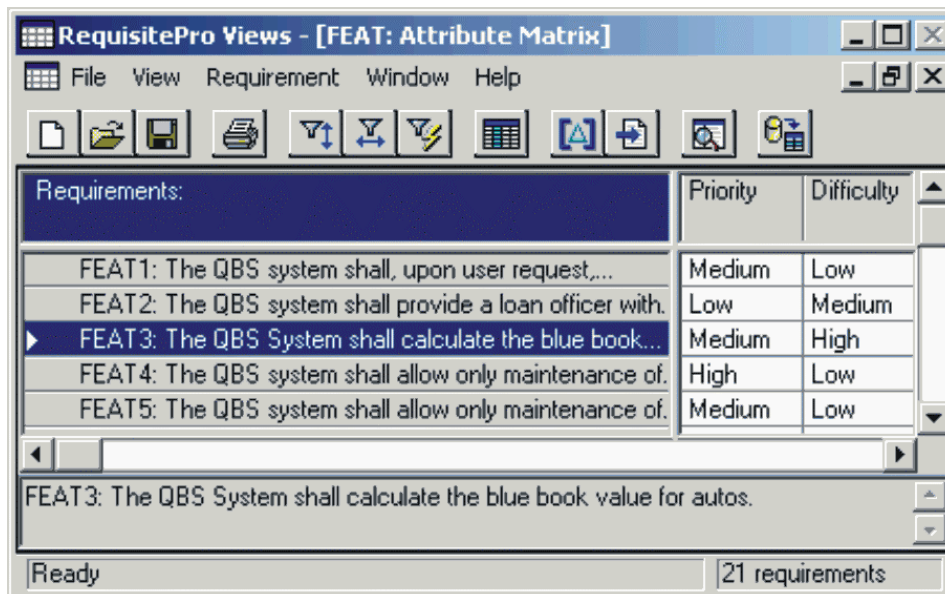 RequisitePro Views - [FEAT: Attribute Matrix]
File View Requirement Window Help
Requirements: Priority Difficulty
FEAT1: The QBS system shall, upon user request,... Medium Low
FEAT2: The QBS system shall provide a loan officer with. Low Medium
FEAT3: The QBS System shall calculate the blue book... Medium High
FEAT4: The QBS system shall allow only maintenance of. High Low
FEAT5: The QBS system shall allow only maintenance of. Medium Low
FEAT3: The QBS System shall calculate the blue book value for autos.
Ready 21 requirements